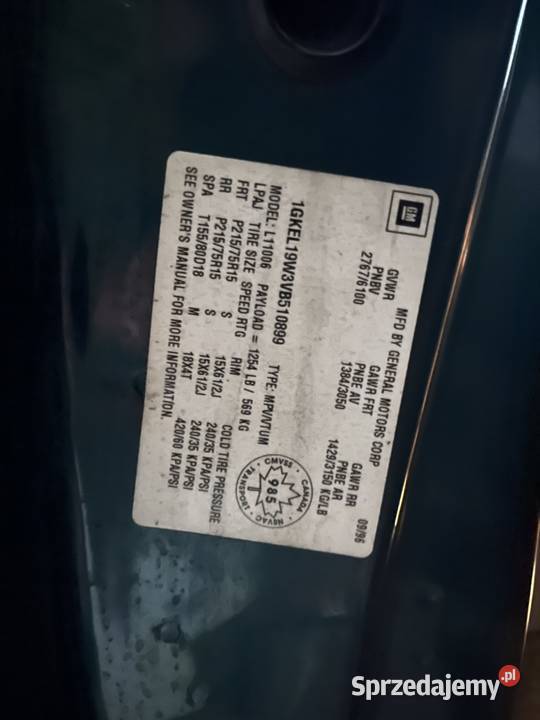 GM
MFD BY GENERAL MOTORS CORP 09/96
GVWR GAWR FRT GAWR RR
PNBV PNBE AV PNBE AR
2767/6100 1384/3050 1429/3150 KG/LB
1GKEL19W3VB510899 TYPE: MPV/VTUM
MODEL: L11006 PAYLOAD = 1254 LB / 569 KG
LPAJ TIRE SIZE SPEED RTG RIM COLD TIRE PRESSURE
FRT P215/75R15 S 15X6 1/2J 240/35 KPA/PSI
RR P215/75R15 S 15X6 1/2J 240/35 KPA/PSI
SPA T155/80D18 M 18X4T 420/60 KPA/PSI
SEE OWNER'S MANUAL FOR MORE INFORMATION.
CANADA
CMVSS
985
NSVAC
TRANSPORT
Sprzedajemy.pl